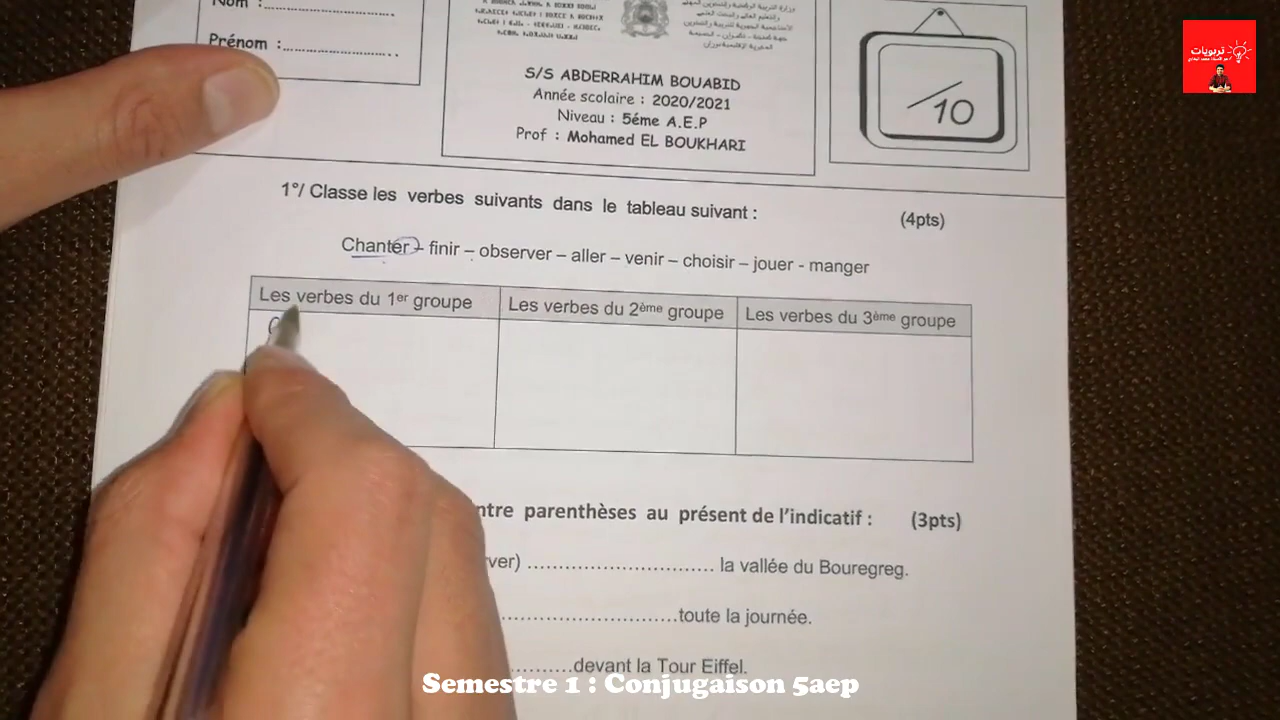 Nom :
Prénom :
S/S ABDERRAHIM BOUABID
Année scolaire : 2020/2021
Niveau : 5éme A.E.P
Prof : Mohamed EL BOUKHARI
/10
تربويات
1°/ Classe les verbes suivants dans le tableau suivant : (4pts)
Chanter – finir – observer – aller – venir – choisir – jouer - manger
Les verbes du 1er groupe Les verbes du 2ème groupe Les verbes du 3ème groupe
ntre parenthèses au présent de l'indicatif : (3pts)
ver) .............................. la vallée du Bouregreg.
..............................toute la journée.
...........devant la Tour Eiffel.
Semestre 1 : Conjugaison 5aep